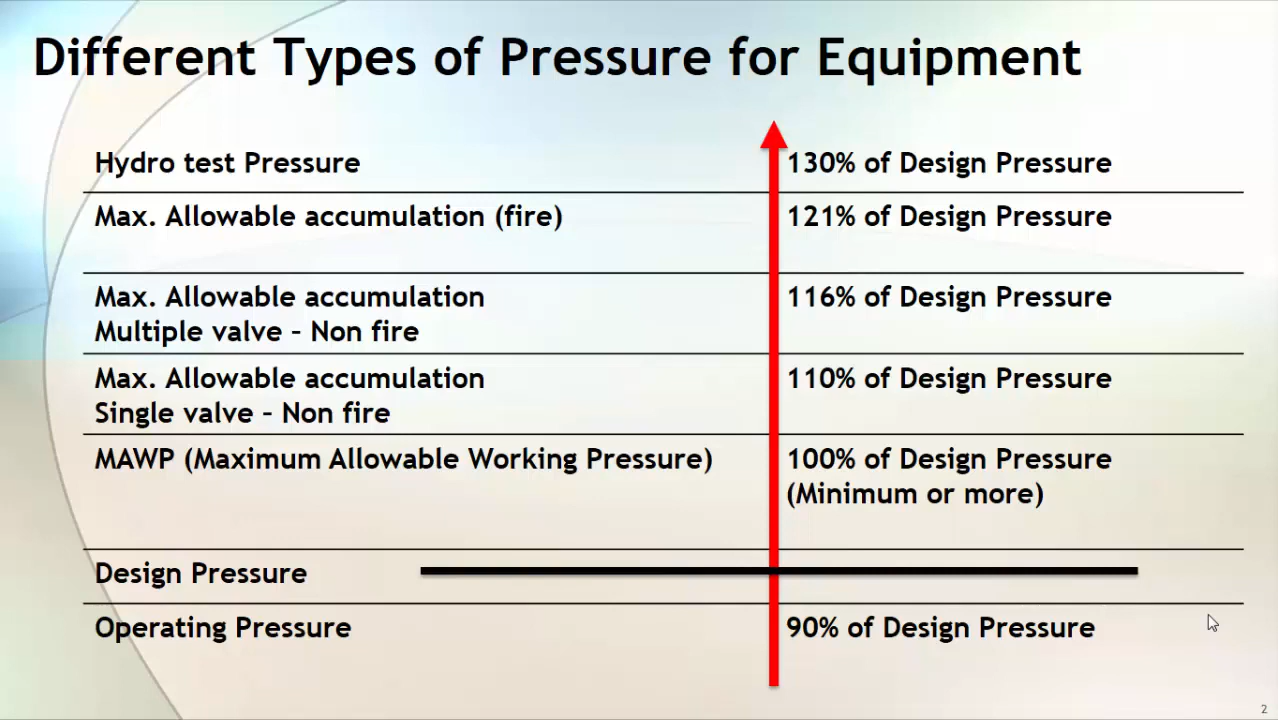 Different Types of Pressure for Equipment
Hydro test Pressure
130% of Design Pressure
Max. Allowable accumulation (fire)
121% of Design Pressure
Max. Allowable accumulation
Multiple valve – Non fire
116% of Design Pressure
Max. Allowable accumulation
Single valve – Non fire
110% of Design Pressure
MAWP (Maximum Allowable Working Pressure)
100% of Design Pressure
(Minimum or more)
Design Pressure
Operating Pressure
90% of Design Pressure
2